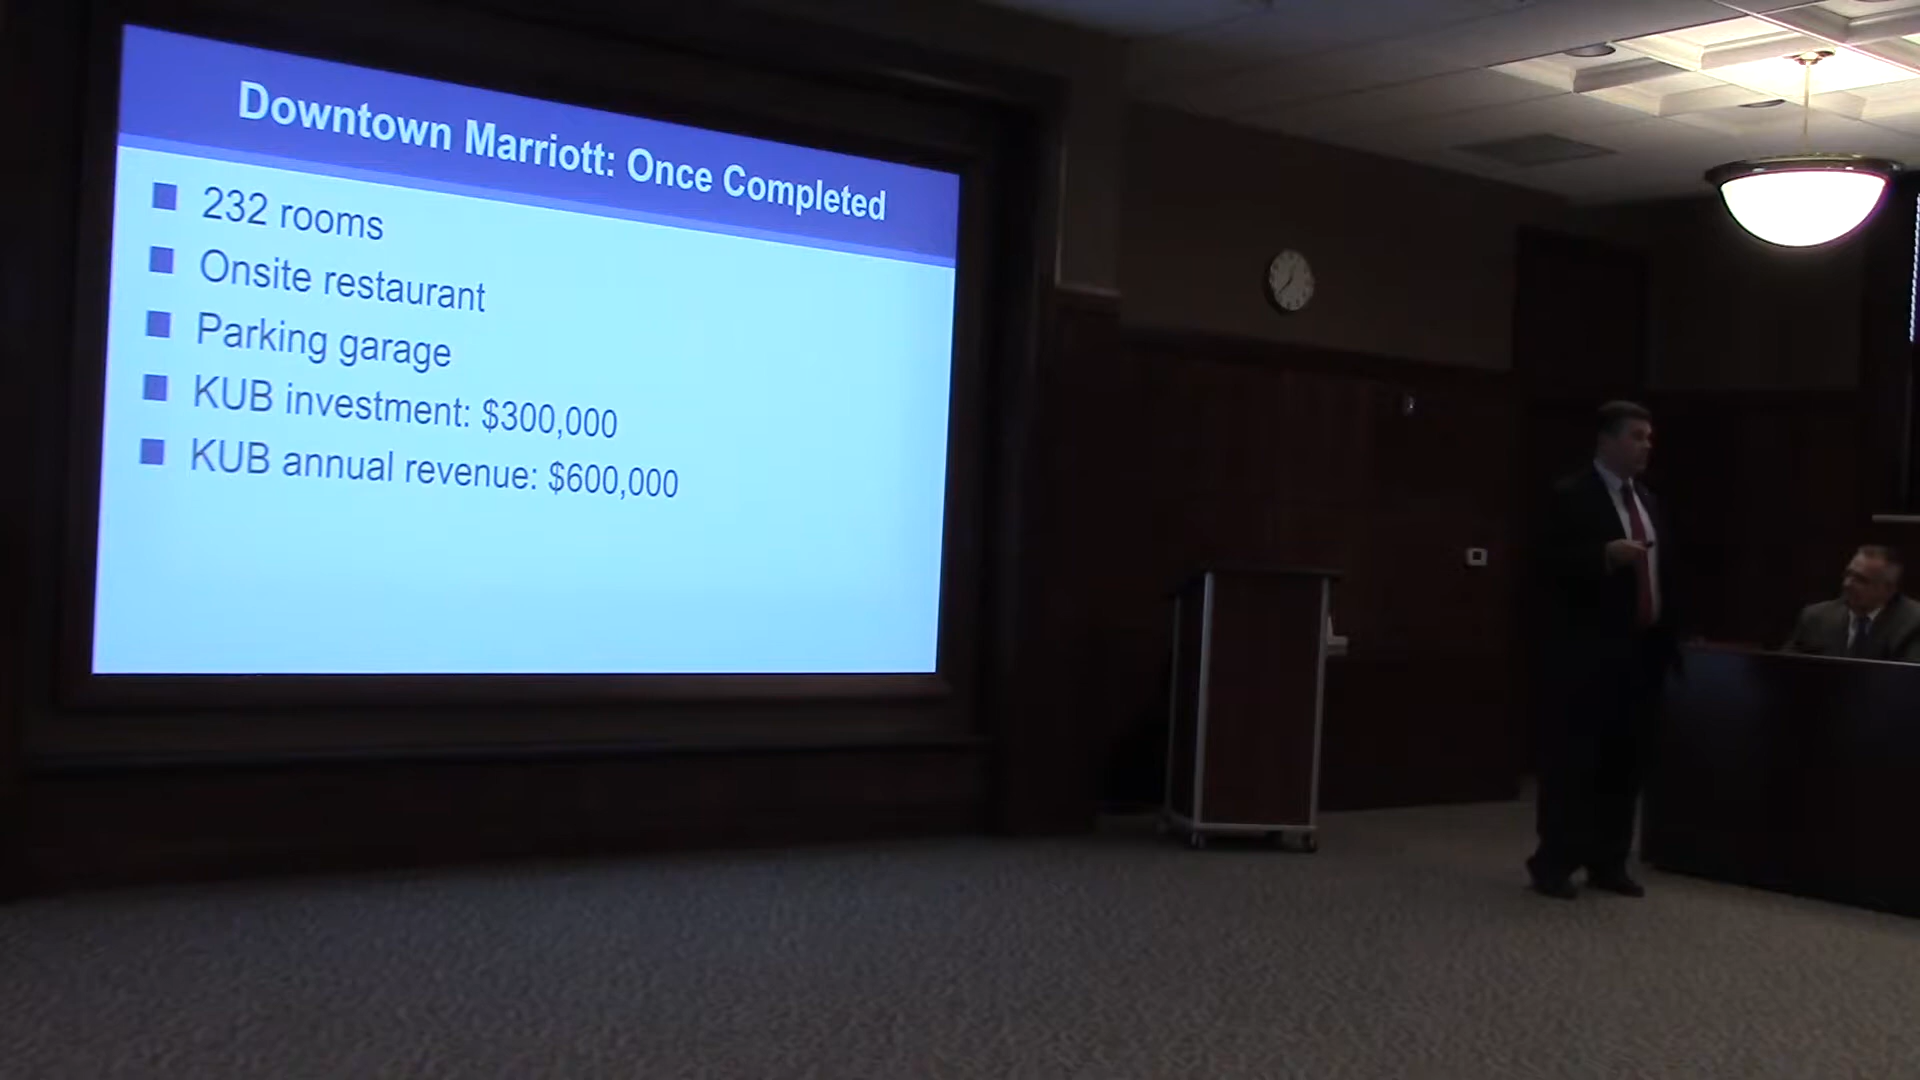 Downtown Marriott: Once Completed
232 rooms
Onsite restaurant
Parking garage
KUB investment: $300,000
KUB annual revenue: $600,000